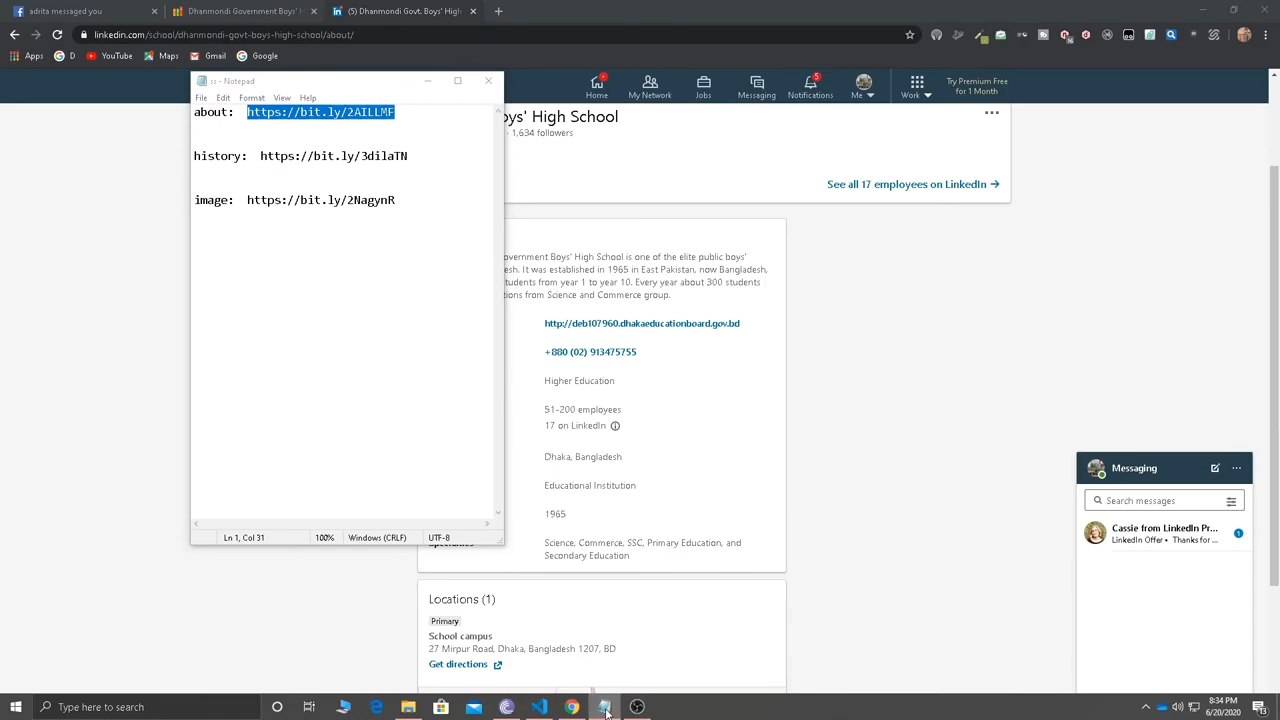 adrita messaged you
Dhanmondi Government Boys' High
(5) Dhanmondi Govt. Boys' High
linkedin.com/school/dhanmondi-govt-boys-high-school/about/
Apps
D
YouTube
Maps
Gmail
Google
ss - Notepad
File Edit Format View Help
about: https://bit.ly/2AILLMF
history: https://bit.ly/3dilaTN
image: https://bit.ly/2NagynR
Ln 1, Col 31
100%
Windows (CRLF)
UTF-8
Home
My Network
Jobs
Messaging
5
Notifications
Me
Work
Try Premium Free
for 1 Month
oys' High School
· 1,634 followers
See all 17 employees on LinkedIn →
overnment Boys' High School is one of the elite public boys'
esh. It was established in 1965 in East Pakistan, now Bangladesh,
tudents from year 1 to year 10. Every year about 300 students
tions from Science and Commerce group.
http://deb107960.dhakaeducationboard.gov.bd
+880 (02) 913475755
Higher Education
51-200 employees
17 on LinkedIn
Dhaka, Bangladesh
Educational Institution
1965
Science, Commerce, SSC, Primary Education, and
Secondary Education
Locations (1)
Primary
School campus
27 Mirpur Road, Dhaka, Bangladesh 1207, BD
Get directions
Messaging
Search messages
Cassie from LinkedIn Pr...
LinkedIn Offer • Thanks for ...
1
Type here to search
8:34 PM
6/20/2020